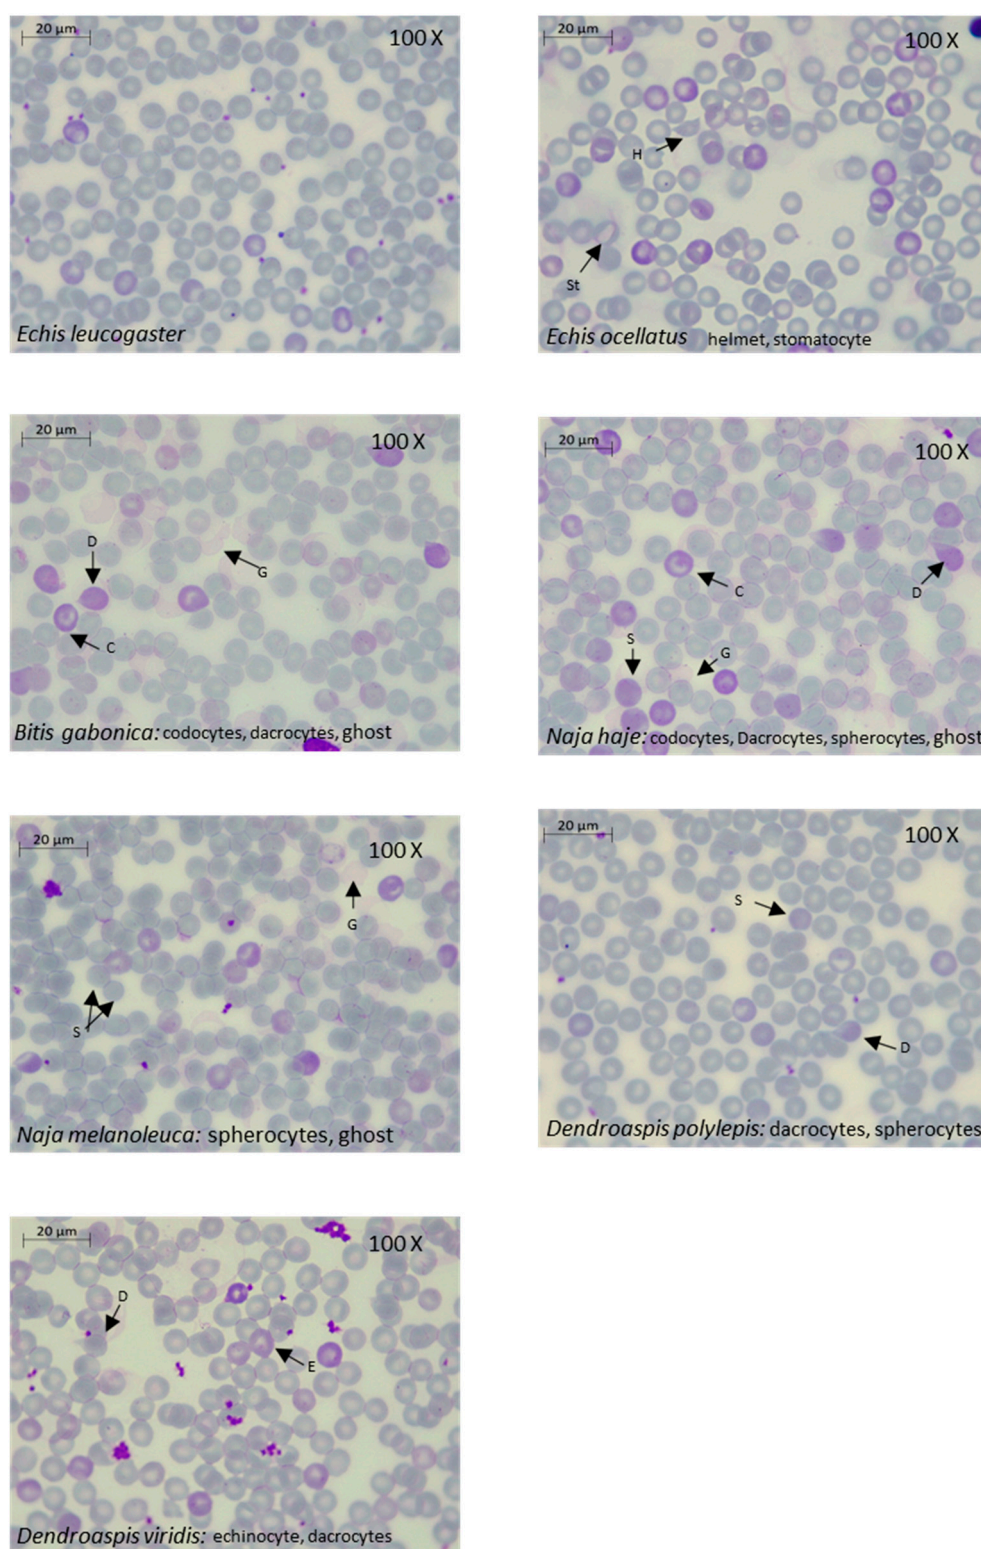 20 µm
100 X
Echis leucogaster
20 µm
100 X
H
St
Echis ocellatus helmet, stomatocyte
20 µm
100 X
D
G
C
Bitis gabonica: codocytes, dacrocytes, ghost
20 µm
100 X
C
D
S
G
Naja haje: codocytes, Dacrocytes, spherocytes, ghost
20 µm
100 X
G
S
Naja melanoleuca: spherocytes, ghost
20 µm
100 X
S
D
Dendroaspis polylepis: dacrocytes, spherocytes
20 µm
100 X
D
E
Dendroaspis viridis: echinocyte, dacrocytes